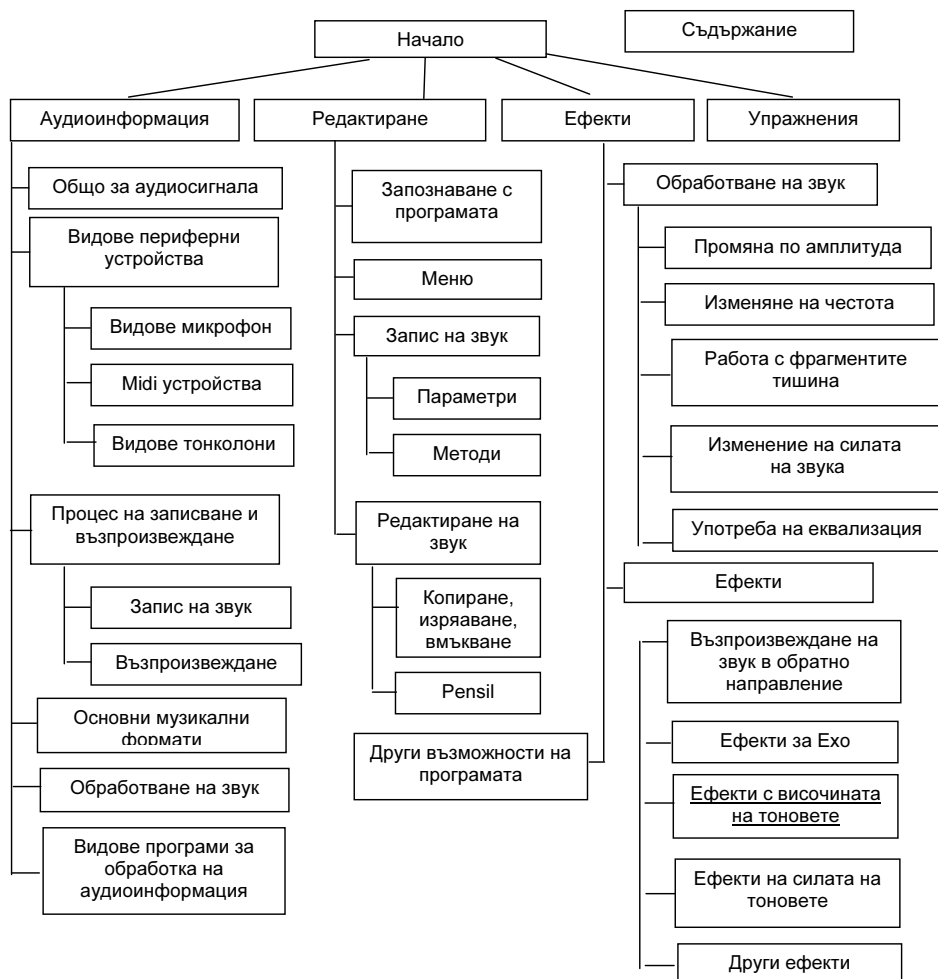 Начало
Съдържание
Аудиоинформация
Редактиране
Ефекти
Упражнения
Общо за аудиосигнала
Видове периферни
устройства
Видове микрофон
Midi устройства
Видове тонколони
Процес на записване и
възпроизвеждане
Запис на звук
Възпроизвеждане
Основни музикални
формати
Обработване на звук
Видове програми за
обработка на
аудиоинформация
Запознаване с
програмата
Меню
Запис на звук
Параметри
Методи
Редактиране на
звук
Копиране,
изряаване,
вмъкване
Pensil
Други възможности на
програмата
Обработване на звук
Промяна по амплитуда
Изменяне на честота
Работа с фрагментите
тишина
Изменение на силата
на звука
Употреба на еквализация
Ефекти
Възпроизвеждане на
звук в обратно
направление
Ефекти за Ехо
Ефекти с височината
на тоновете
Ефекти на силата на
тоновете
Други ефекти